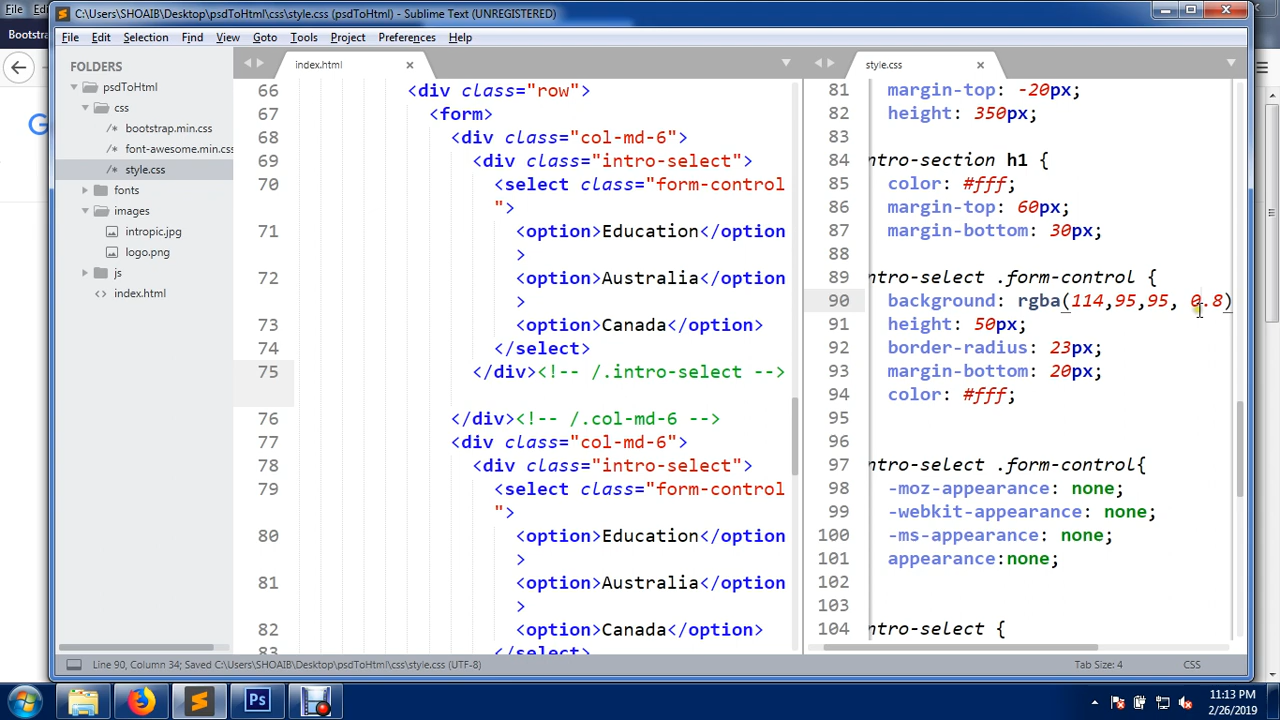 File
C:\Users\SHOAIB\Desktop\psdToHtml\css\style.css (psdToHtml) - Sublime Text (UNREGISTERED)
Boots
File Edit Selection Find View Goto Tools Project Preferences Help
FOLDERS
psdToHtml
css
/* bootstrap.min.css
/* font-awesome.min.css
/* style.css
fonts
images
intropic.jpg
logo.png
js
/* index.html
index.html
66 <div class="row">
67 <form>
68 <div class="col-md-6">
69 <div class="intro-select">
70 <select class="form-control
">
71 <option>Education</option
>
72 <option>Australia</option
>
73 <option>Canada</option>
74 </select>
75 </div><!-- /.intro-select -->
76 </div><!-- /.col-md-6 -->
77 <div class="col-md-6">
78 <div class="intro-select">
79 <select class="form-control
">
80 <option>Education</option
>
81 <option>Australia</option
>
82 <option>Canada</option>
</select>
style.css
81 margin-top: -20px;
82 height: 350px;
83
84 ntro-section h1 {
85 color: #fff;
86 margin-top: 60px;
87 margin-bottom: 30px;
88
89 ntro-select .form-control {
90 background: rgba(114,95,95, 0.8)
91 height: 50px;
92 border-radius: 23px;
93 margin-bottom: 20px;
94 color: #fff;
95
96
97 ntro-select .form-control{
98 -moz-appearance: none;
99 -webkit-appearance: none;
100 -ms-appearance: none;
101 appearance:none;
102
103
104 ntro-select {
Line 90, Column 34; Saved C:\Users\SHOAIB\Desktop\psdToHtml\css\style.css (UTF-8)
Tab Size: 4
CSS
Ps
11:13 PM
2/26/2019